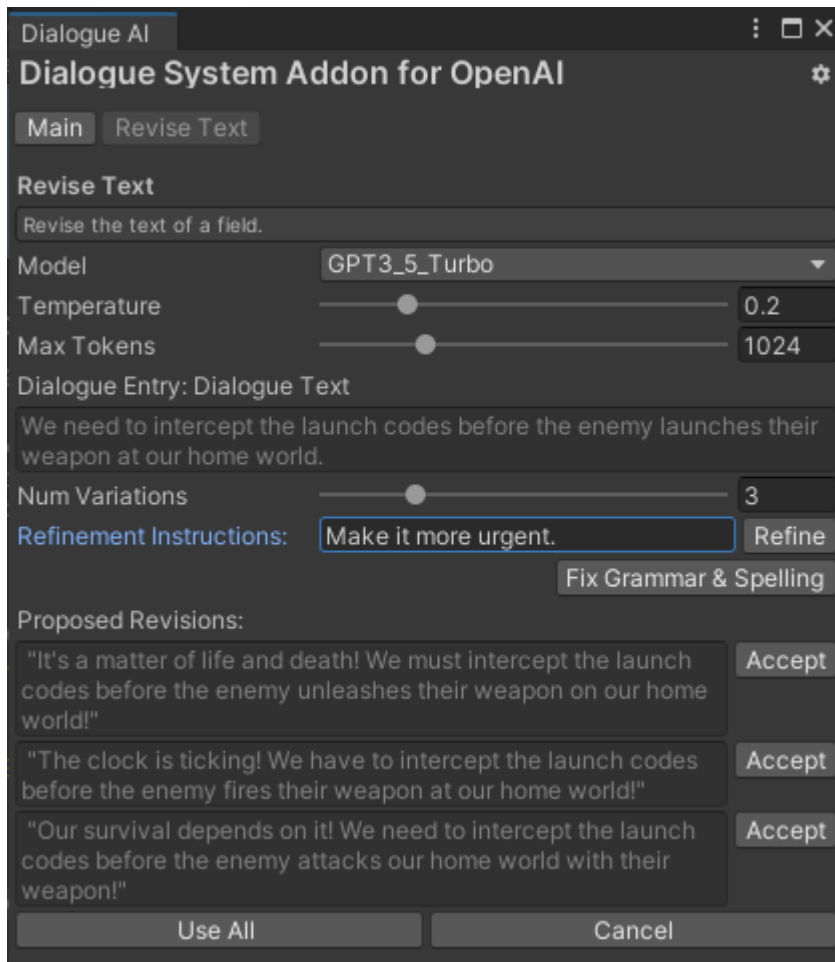 Dialogue AI
Dialogue System Addon for OpenAI
Main Revise Text
Revise Text
Revise the text of a field.
Model GPT3_5_Turbo
Temperature 0.2
Max Tokens 1024
Dialogue Entry: Dialogue Text
We need to intercept the launch codes before the enemy launches their
weapon at our home world.
Num Variations 3
Refinement Instructions: Make it more urgent. Refine
Fix Grammar & Spelling
Proposed Revisions:
"It's a matter of life and death! We must intercept the launch Accept
codes before the enemy unleashes their weapon on our home
world!"
"The clock is ticking! We have to intercept the launch codes Accept
before the enemy fires their weapon at our home world!"
"Our survival depends on it! We need to intercept the launch Accept
codes before the enemy attacks our home world with their
weapon!"
Use All Cancel